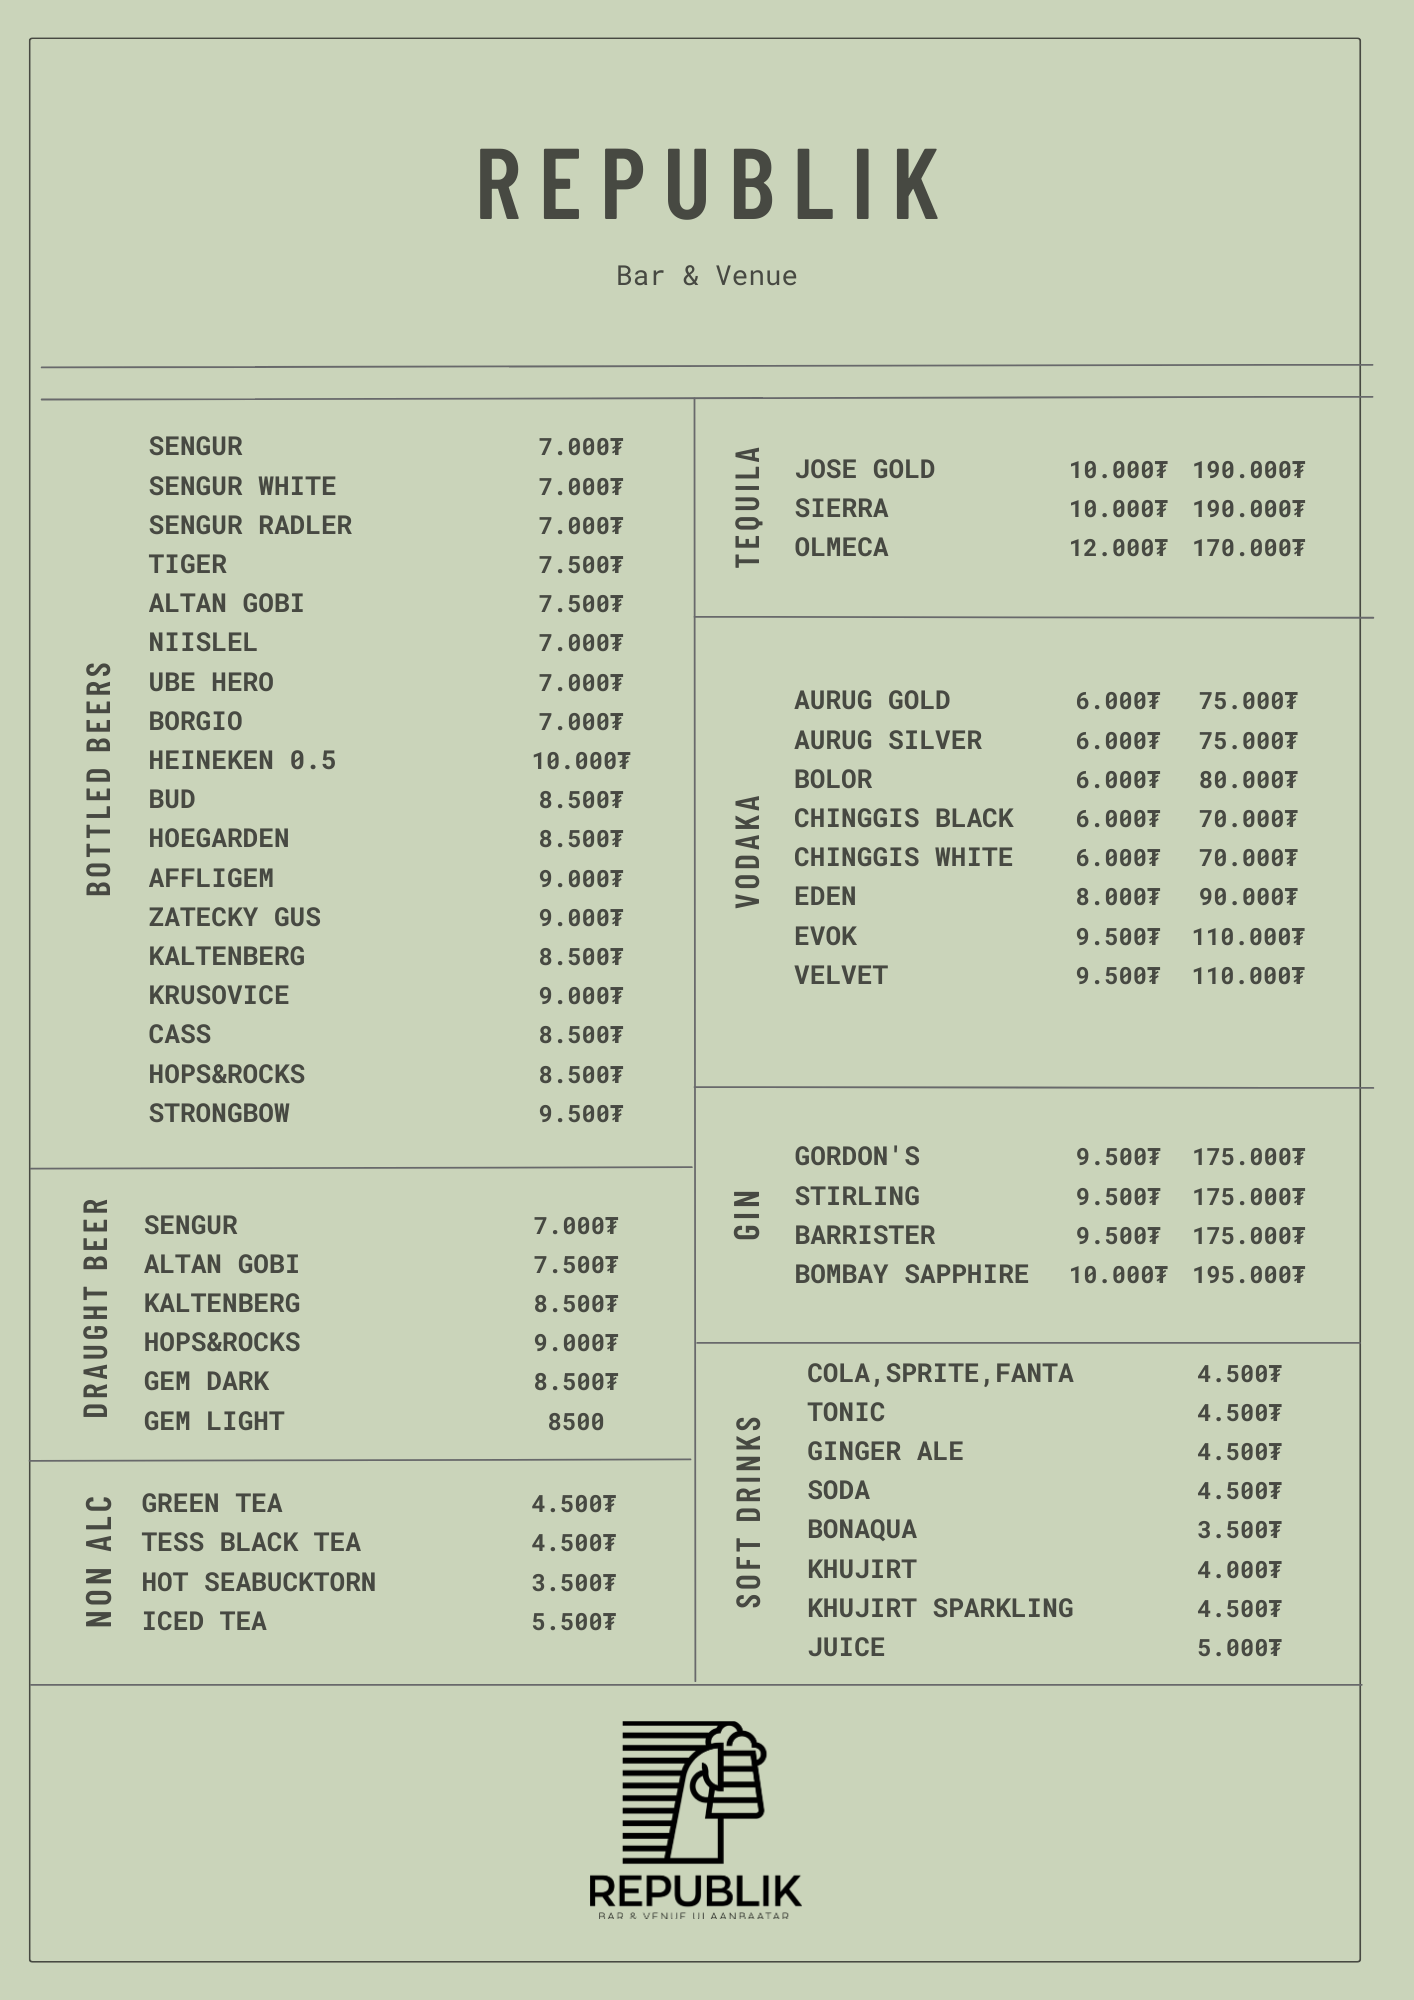 REPUBLIK
Bar & Venue
BOTTLED BEERS
SENGUR 7.000₮
SENGUR WHITE 7.000₮
SENGUR RADLER 7.000₮
TIGER 7.500₮
ALTAN GOBI 7.500₮
NIISLEL 7.000₮
UBE HERO 7.000₮
BORGIO 7.000₮
HEINEKEN 0.5 10.000₮
BUD 8.500₮
HOEGARDEN 8.500₮
AFFLIGEM 9.000₮
ZATECKY GUS 9.000₮
KALTENBERG 8.500₮
KRUSOVICE 9.000₮
CASS 8.500₮
HOPS&ROCKS 8.500₮
STRONGBOW 9.500₮
DRAUGHT BEER
SENGUR 7.000₮
ALTAN GOBI 7.500₮
KALTENBERG 8.500₮
HOPS&ROCKS 9.000₮
GEM DARK 8.500₮
GEM LIGHT 8500
NON ALC
GREEN TEA 4.500₮
TESS BLACK TEA 4.500₮
HOT SEABUCKTORN 3.500₮
ICED TEA 5.500₮
TEQUILA
JOSE GOLD 10.000₮ 190.000₮
SIERRA 10.000₮ 190.000₮
OLMECA 12.000₮ 170.000₮
VODAKA
AURUG GOLD 6.000₮ 75.000₮
AURUG SILVER 6.000₮ 75.000₮
BOLOR 6.000₮ 80.000₮
CHINGGIS BLACK 6.000₮ 70.000₮
CHINGGIS WHITE 6.000₮ 70.000₮
EDEN 8.000₮ 90.000₮
EVOK 9.500₮ 110.000₮
VELVET 9.500₮ 110.000₮
GIN
GORDON'S 9.500₮ 175.000₮
STIRLING 9.500₮ 175.000₮
BARRISTER 9.500₮ 175.000₮
BOMBAY SAPPHIRE 10.000₮ 195.000₮
SOFT DRINKS
COLA,SPRITE,FANTA 4.500₮
TONIC 4.500₮
GINGER ALE 4.500₮
SODA 4.500₮
BONAQUA 3.500₮
KHUJIRT 4.000₮
KHUJIRT SPARKLING 4.500₮
JUICE 5.000₮
REPUBLIK
BAR & VENUE ULAANBAATAR